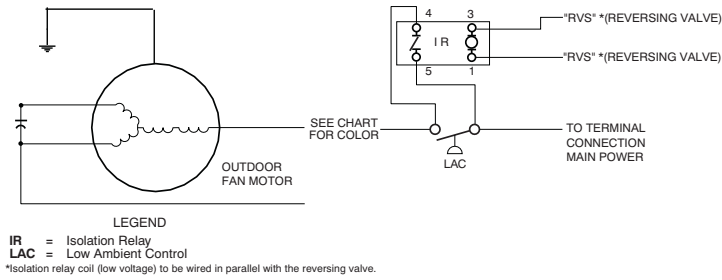 4 3
"RVS" *(REVERSING VALVE)
IR
"RVS" *(REVERSING VALVE)
5 1
SEE CHART
FOR COLOR
LAC
TO TERMINAL
CONNECTION
MAIN POWER
OUTDOOR
FAN MOTOR
LEGEND
IR = Isolation Relay
LAC = Low Ambient Control
*Isolation relay coil (low voltage) to be wired in parallel with the reversing valve.